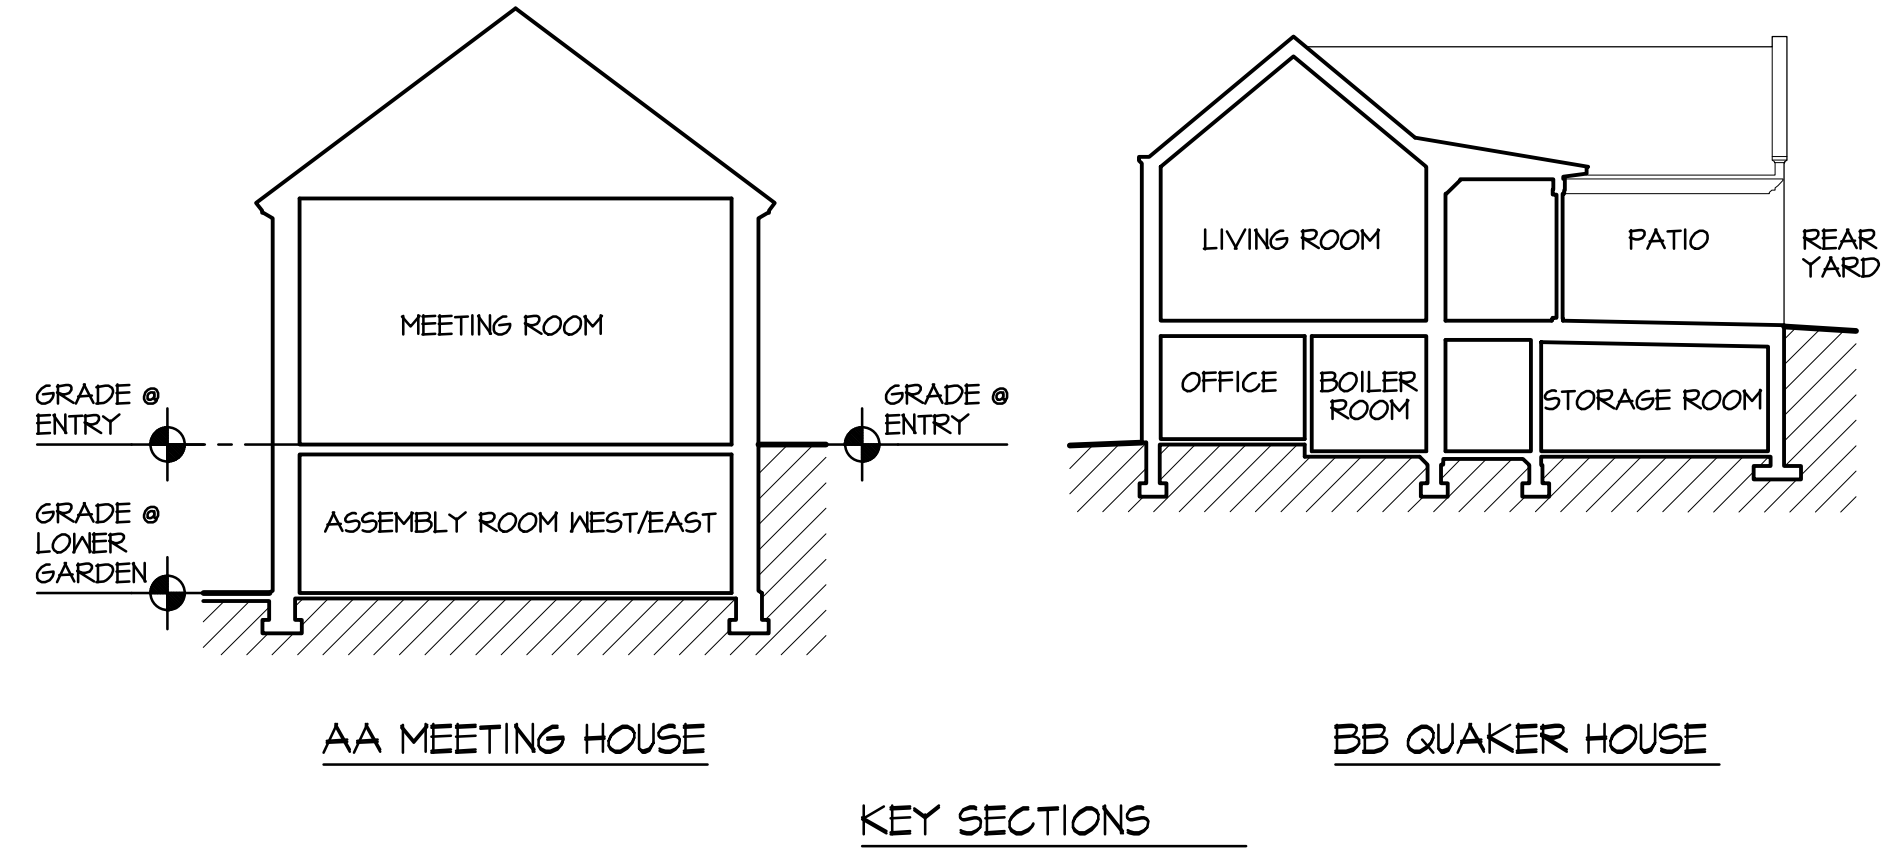 LIVING ROOM
PATIO
REAR
YARD
MEETING ROOM
GRADE @
ENTRY
GRADE @
ENTRY
OFFICE
BOILER
ROOM
STORAGE ROOM
GRADE @
LOWER
GARDEN
ASSEMBLY ROOM WEST/EAST
AA MEETING HOUSE
BB QUAKER HOUSE
KEY SECTIONS